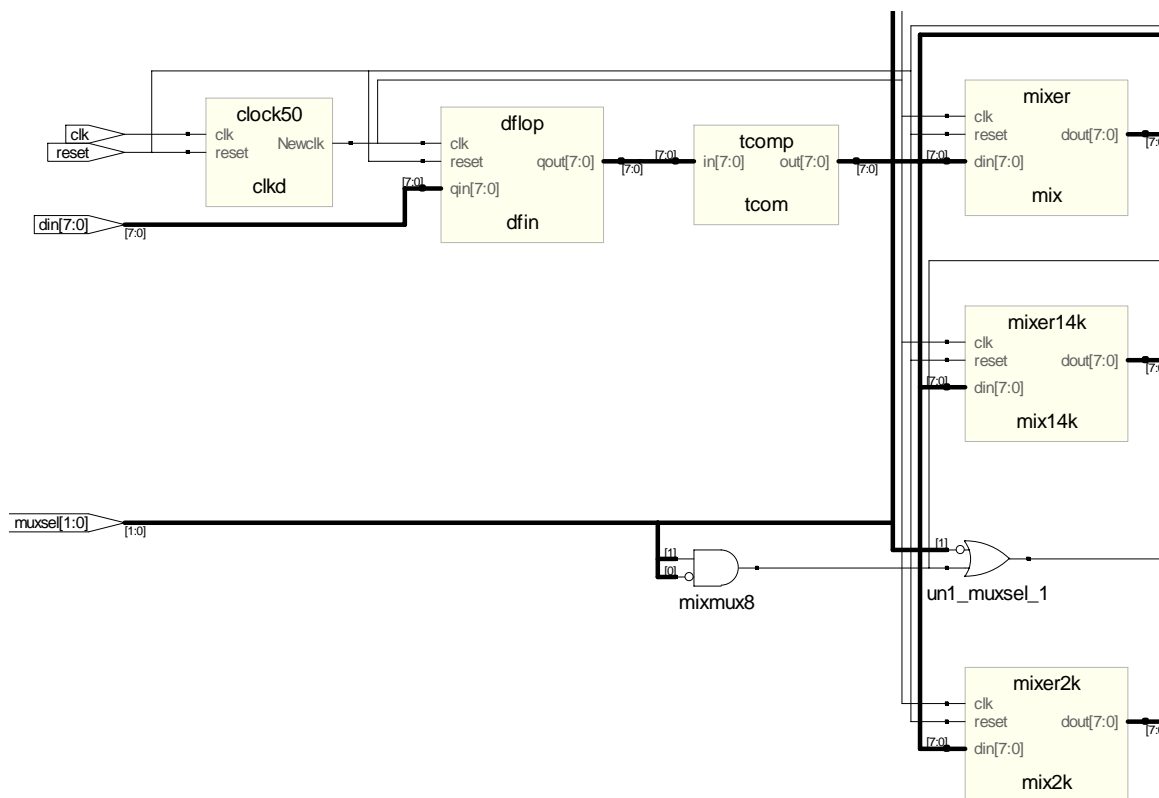 clock50
clk
reset
Newclk
clkd
clk
reset
din[7:0]
[7:0]
[7:0]
dflop
clk
reset
qin[7:0]
qout[7:0]
dfin
[7:0]
[7:0]
tcomp
in[7:0]
out[7:0]
tcom
[7:0]
[7:0]
mixer
clk
reset
dout[7:0]
din[7:0]
mix
mixer14k
clk
reset
dout[7:0]
[7:0]
din[7:0]
mix14k
muxsel[1:0]
[1:0]
[1]
[0]
mixmux8
[1]
un1_muxsel_1
mixer2k
clk
reset
dout[7:0]
[7:0]
din[7:0]
mix2k